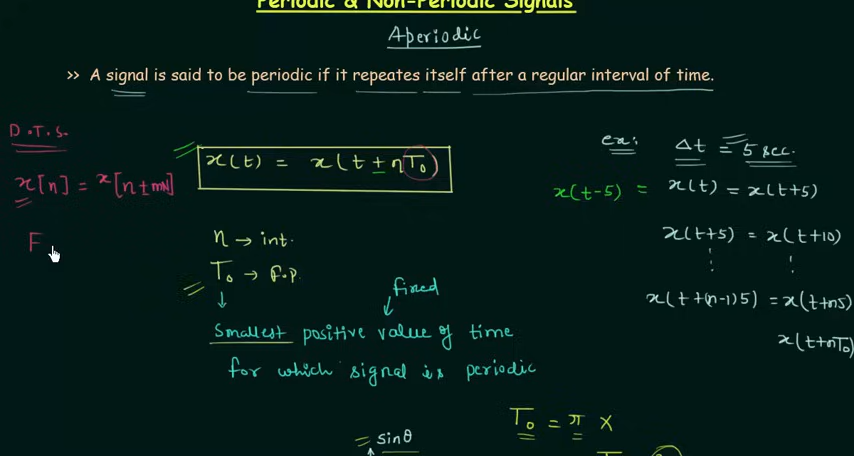 Periodic & Non-Periodic Signals
Aperiodic
>> A signal is said to be periodic if it repeates itself after a regular interval of time.
D.T.S.
x[n] = x[n±mN]
F
x(t) = x(t ± nT₀)
n → int.
T₀ → F.P.
↓
fixed
Smallest positive value of time
for which signal is periodic
ex: Δt = 5 sec.
x(t-5) = x(t) = x(t+5)
x(t+5) = x(t+10)
⋮ ⋮
x(t+(n-1)5) = x(t+n5)
x(t+nT₀)
T₀ = π ×
= sinθ